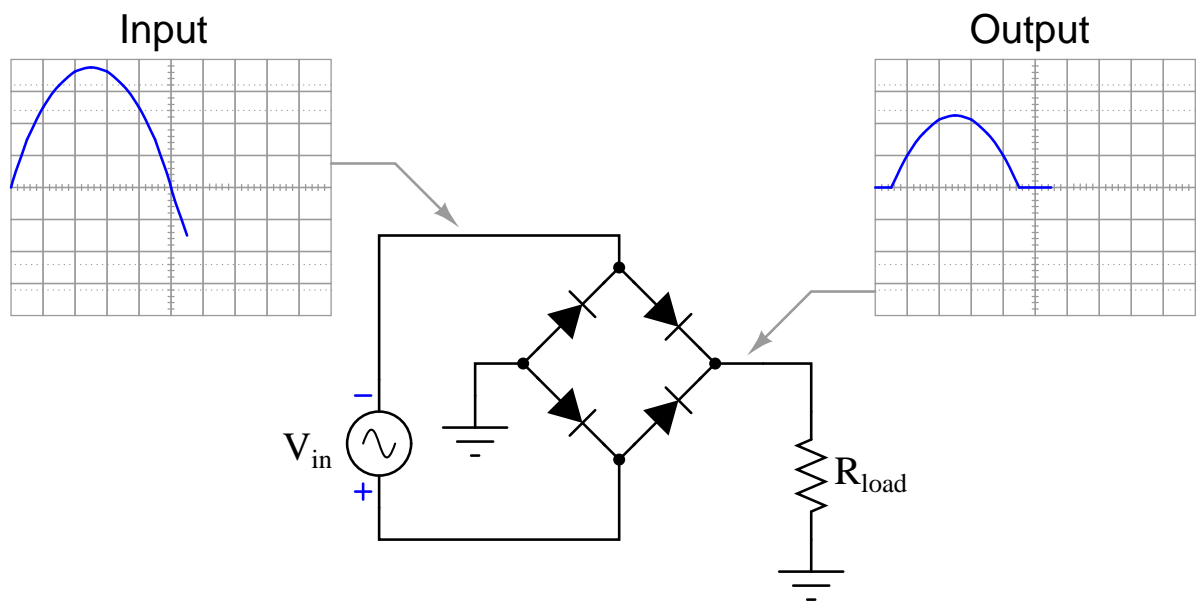 Input
Output
−
V_in
+
R_load